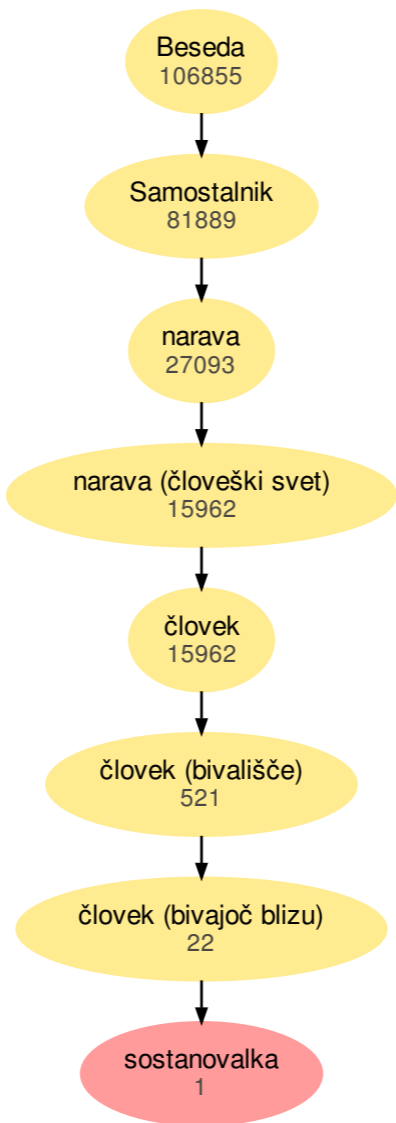 Beseda
106855
Samostalnik
81889
narava
27093
narava (človeški svet)
15962
človek
15962
človek (bivališče)
521
človek (bivajoč blizu)
22
sostanovalka
1